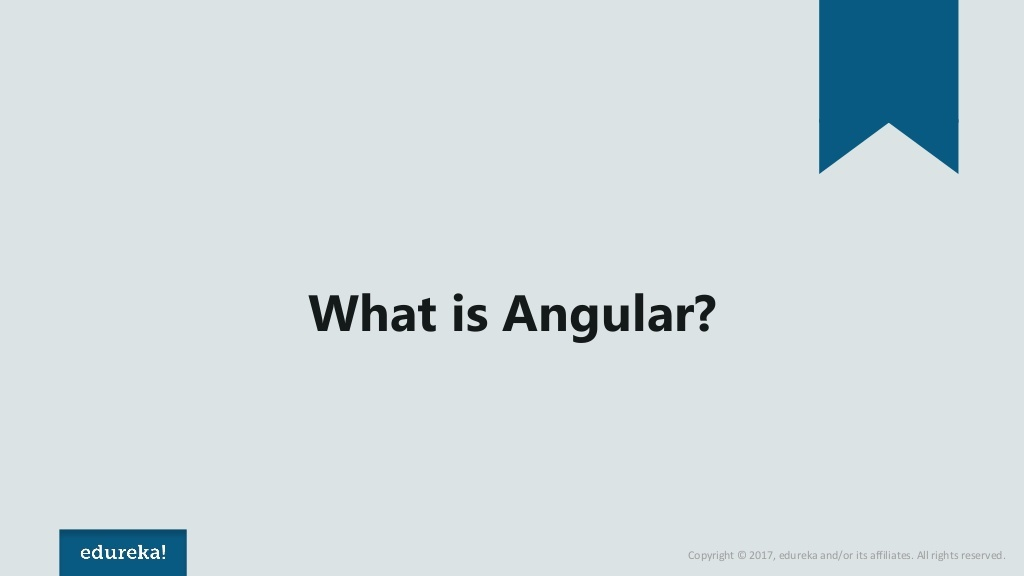 What is Angular?
edureka!
Copyright © 2017, edureka and/or its affiliates. All rights reserved.